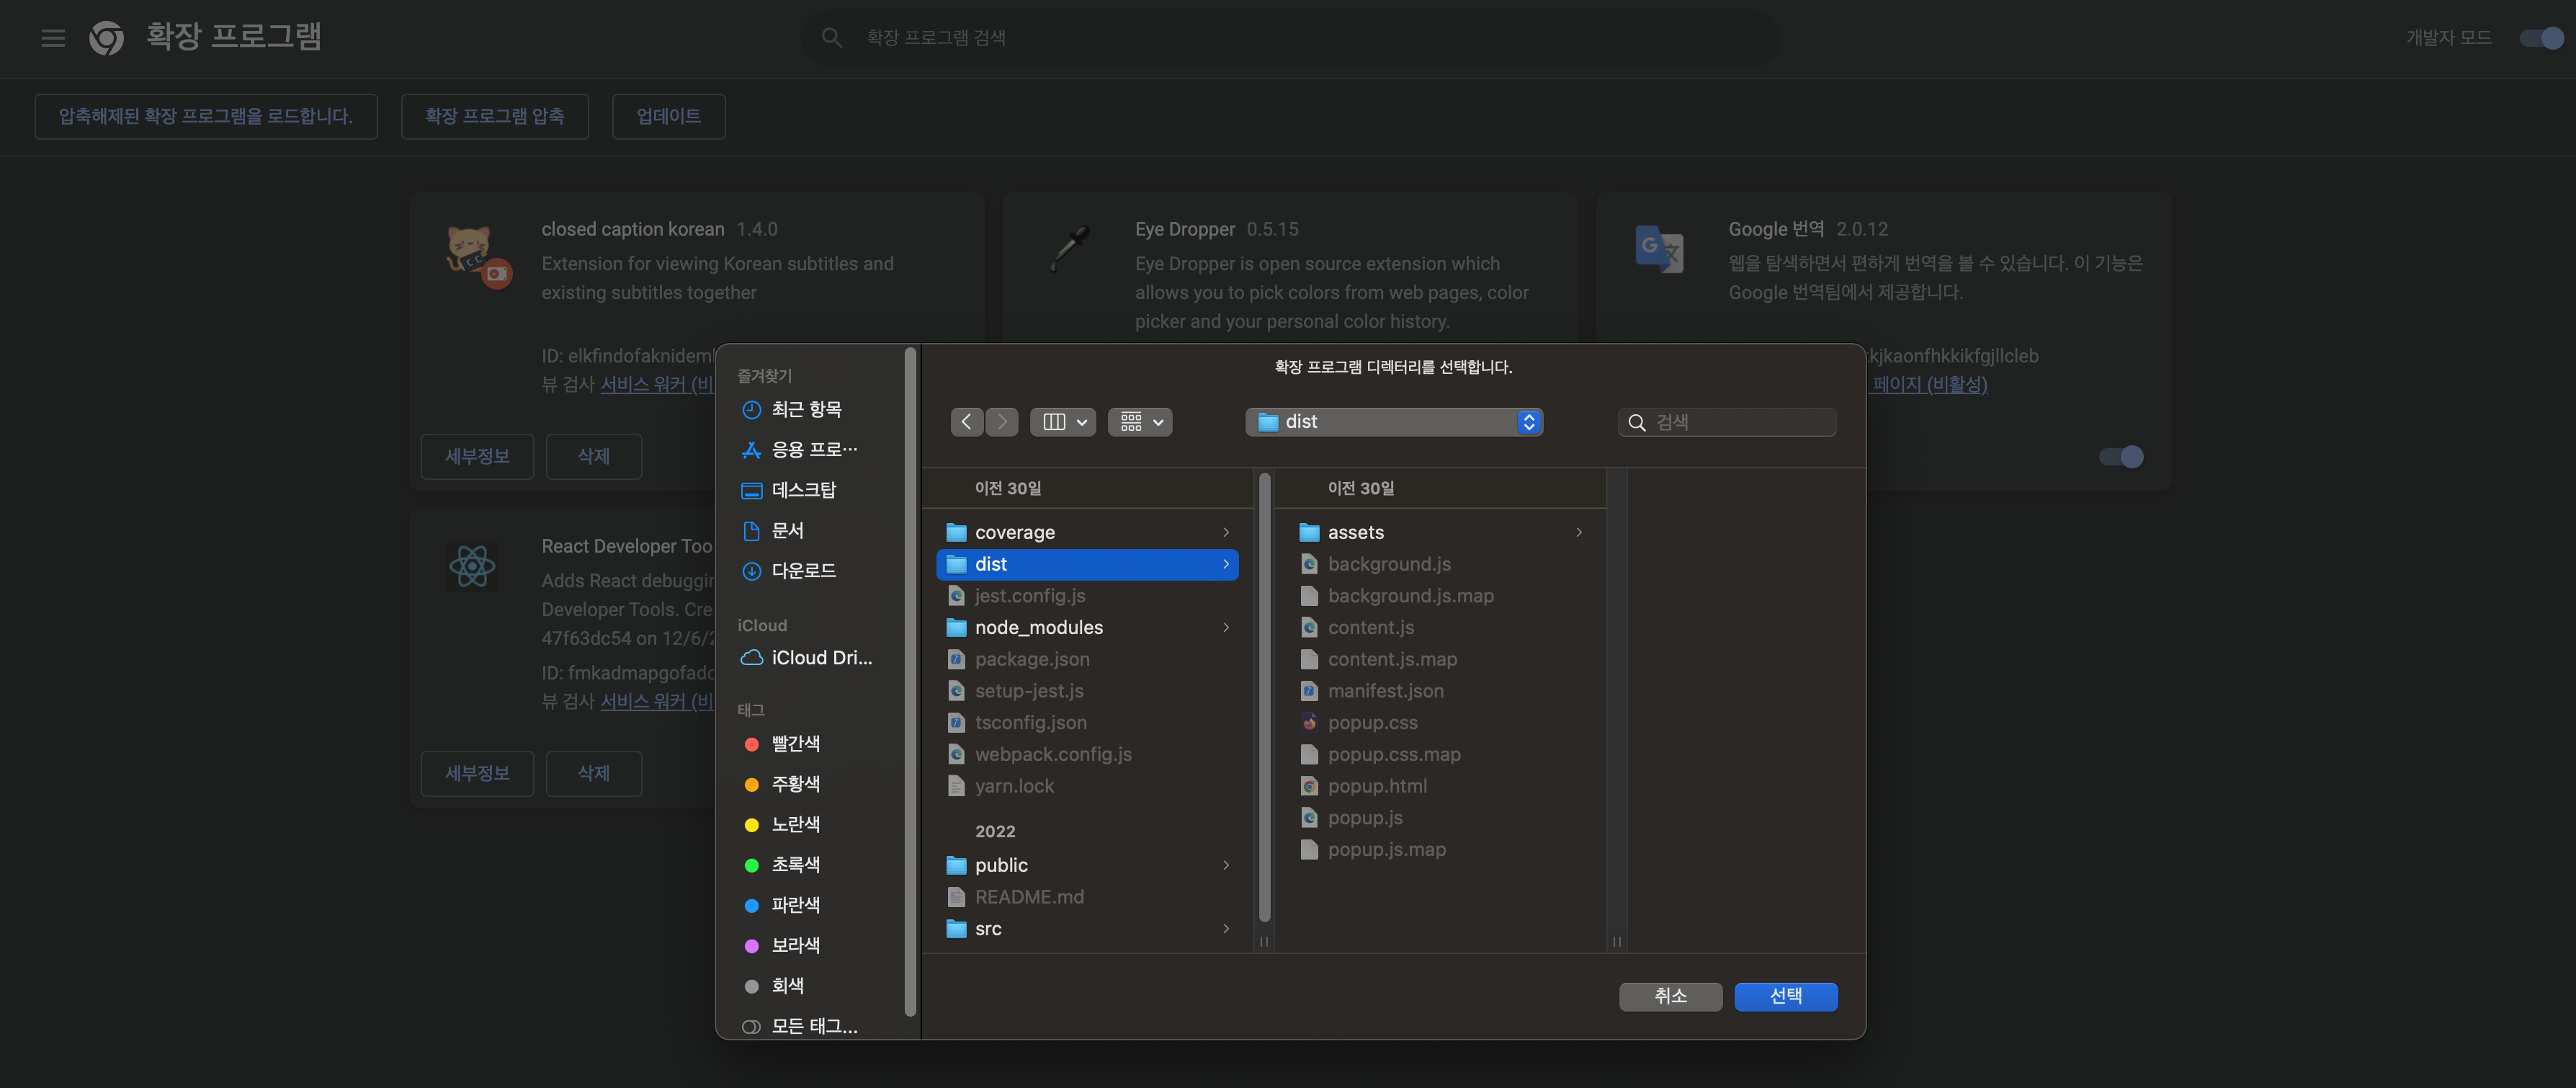 확장 프로그램
확장 프로그램 검색
개발자 모드
압축해제된 확장 프로그램을 로드합니다.
확장 프로그램 압축
업데이트
closed caption korean 1.4.0
Extension for viewing Korean subtitles and
existing subtitles together
ID: elkfindofaknideml
뷰 검사 서비스 워커 (비
세부정보
삭제
Eye Dropper 0.5.15
Eye Dropper is open source extension which
allows you to pick colors from web pages, color
picker and your personal color history.
Google 번역 2.0.12
웹을 탐색하면서 편하게 번역을 볼 수 있습니다. 이 기능은
Google 번역팀에서 제공합니다.
kjkaonfhkkikfgjllcleb
페이지 (비활성)
React Developer Too
Adds React debuggin
Developer Tools. Cre
47f63dc54 on 12/6/2
ID: fmkadmapgofadd
뷰 검사 서비스 워커 (비
세부정보
삭제
즐겨찾기
최근 항목
응용 프로…
데스크탑
문서
다운로드
iCloud
iCloud Dri...
태그
빨간색
주황색
노란색
초록색
파란색
보라색
회색
모든 태그...
확장 프로그램 디렉터리를 선택합니다.
dist
검색
이전 30일
coverage
dist
jest.config.js
node_modules
package.json
setup-jest.js
tsconfig.json
webpack.config.js
yarn.lock
2022
public
README.md
src
이전 30일
assets
background.js
background.js.map
content.js
content.js.map
manifest.json
popup.css
popup.css.map
popup.html
popup.js
popup.js.map
취소
선택